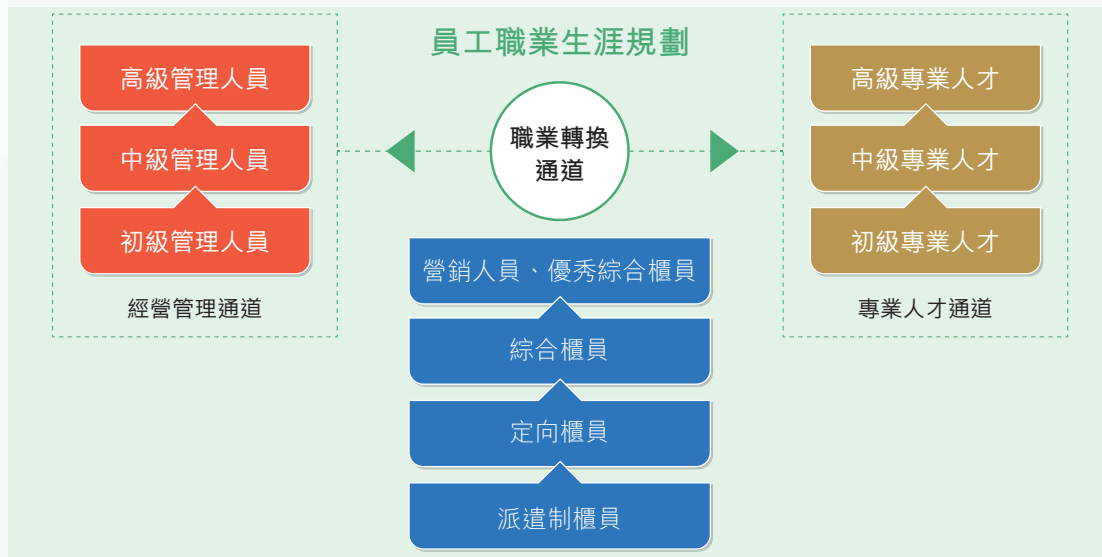 員工職業生涯規劃
高級管理人員
中級管理人員
初級管理人員
經營管理通道
職業轉換
通道
高級專業人才
中級專業人才
初級專業人才
專業人才通道
營銷人員、優秀綜合櫃員
綜合櫃員
定向櫃員
派遣制櫃員